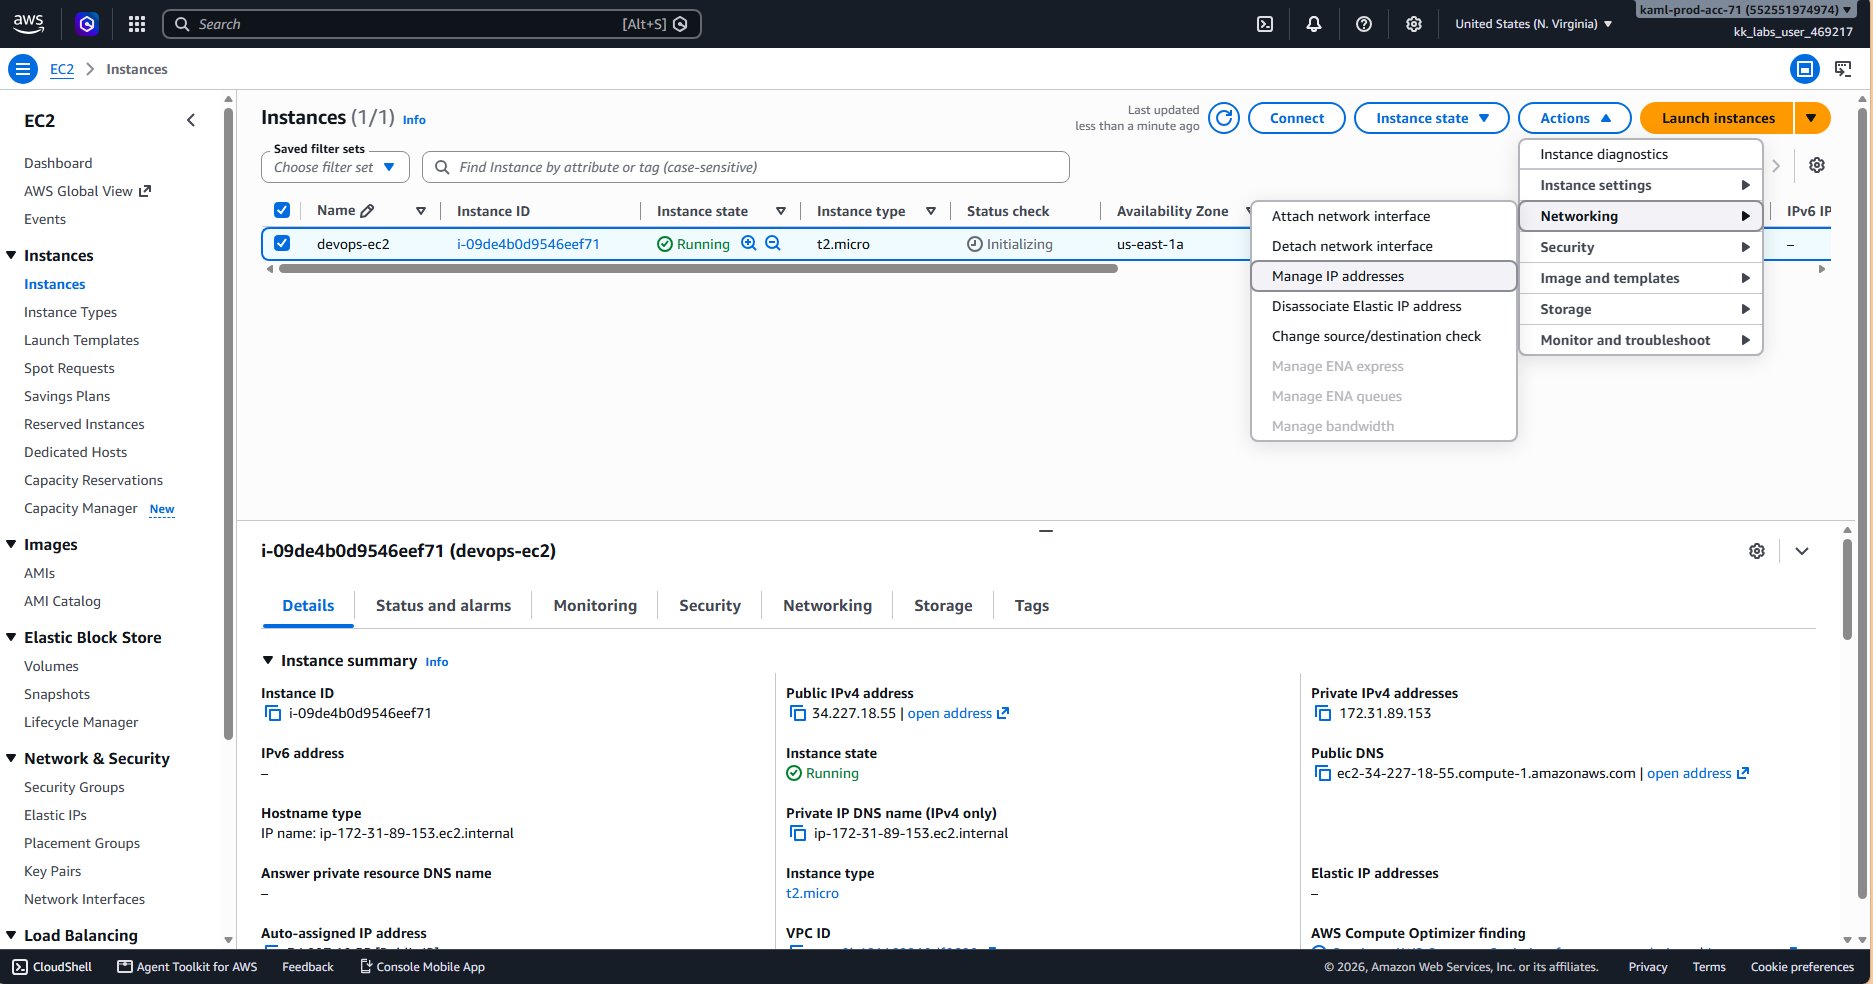 aws
Search [Alt+S]
United States (N. Virginia)
kaml-prod-acc-71 (552551974974)
kk_labs_user_469217
EC2 Instances
EC2
Dashboard
AWS Global View
Events
Instances
Instances
Instance Types
Launch Templates
Spot Requests
Savings Plans
Reserved Instances
Dedicated Hosts
Capacity Reservations
Capacity Manager New
Images
AMIs
AMI Catalog
Elastic Block Store
Volumes
Snapshots
Lifecycle Manager
Network & Security
Security Groups
Elastic IPs
Placement Groups
Key Pairs
Network Interfaces
Load Balancing
Instances (1/1) Info
Last updated
less than a minute ago
Connect
Instance state
Actions
Launch instances
Saved filter sets
Choose filter set
Find Instance by attribute or tag (case-sensitive)
Name Instance ID Instance state Instance type Status check Availability Zone IPv6 IP
devops-ec2 i-09de4b0d9546eef71 Running t2.micro Initializing us-east-1a –
Instance diagnostics
Instance settings
Networking
Security
Image and templates
Storage
Monitor and troubleshoot
Attach network interface
Detach network interface
Manage IP addresses
Disassociate Elastic IP address
Change source/destination check
Manage ENA express
Manage ENA queues
Manage bandwidth
i-09de4b0d9546eef71 (devops-ec2)
Details Status and alarms Monitoring Security Networking Storage Tags
Instance summary Info
Instance ID
i-09de4b0d9546eef71
Public IPv4 address
34.227.18.55 | open address
Private IPv4 addresses
172.31.89.153
IPv6 address
–
Instance state
Running
Public DNS
ec2-34-227-18-55.compute-1.amazonaws.com | open address
Hostname type
IP name: ip-172-31-89-153.ec2.internal
Private IP DNS name (IPv4 only)
ip-172-31-89-153.ec2.internal
Answer private resource DNS name
–
Instance type
t2.micro
Elastic IP addresses
–
Auto-assigned IP address
VPC ID
AWS Compute Optimizer finding
CloudShell Agent Toolkit for AWS Feedback Console Mobile App
© 2026, Amazon Web Services, Inc. or its affiliates. Privacy Terms Cookie preferences